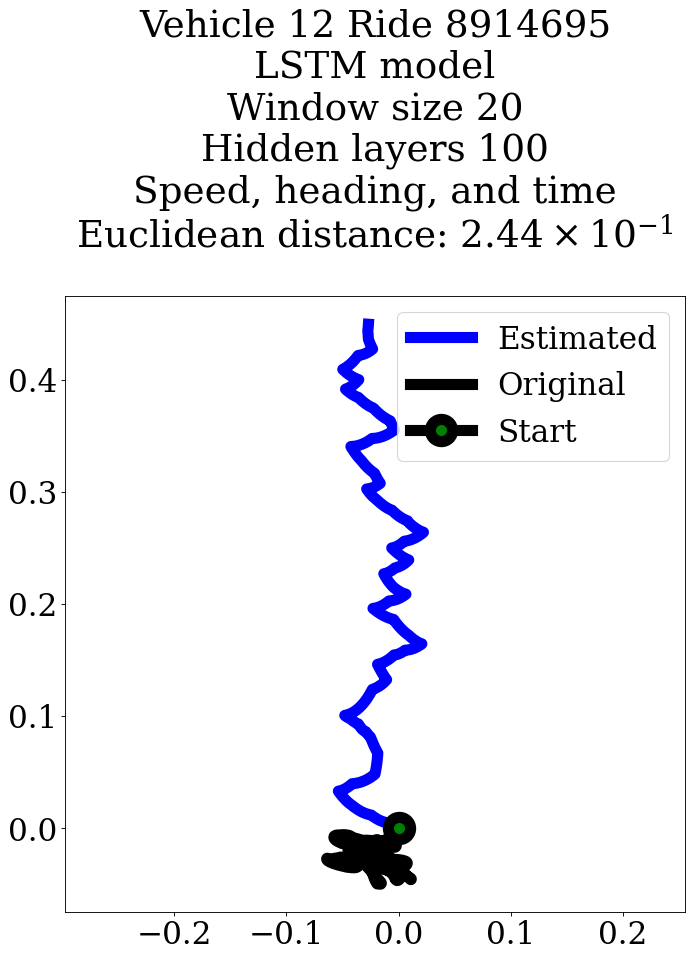 Vehicle 12 Ride 8914695
LSTM model
Window size 20
Hidden layers 100
Speed, heading, and time
Euclidean distance: 2.44 × 10⁻¹
Estimated
Original
Start
0.4
0.3
0.2
0.1
0.0
−0.2 −0.1 0.0 0.1 0.2